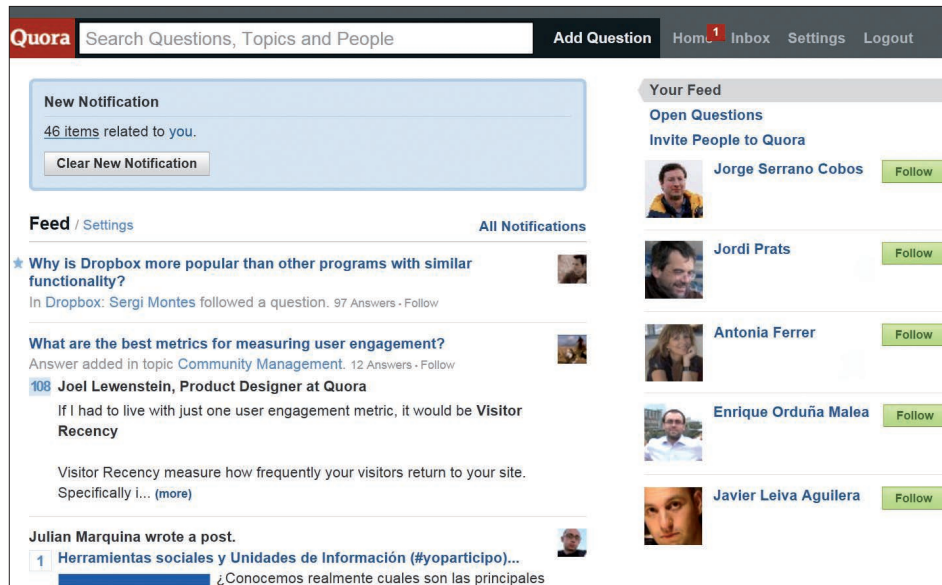 Quora
Search Questions, Topics and People
Add Question
Home
1
Inbox
Settings
Logout
New Notification
46 items related to you.
Clear New Notification
Feed / Settings
All Notifications
Why is Dropbox more popular than other programs with similar
functionality?
In Dropbox: Sergi Montes followed a question. 97 Answers · Follow
What are the best metrics for measuring user engagement?
Answer added in topic Community Management. 12 Answers · Follow
108 Joel Lewenstein, Product Designer at Quora
If I had to live with just one user engagement metric, it would be Visitor
Recency
Visitor Recency measure how frequently your visitors return to your site.
Specifically i... (more)
Julian Marquina wrote a post.
1 Herramientas sociales y Unidades de Información (#yoparticipo)...
¿Conocemos realmente cuales son las principales
Your Feed
Open Questions
Invite People to Quora
Jorge Serrano Cobos
Follow
Jordi Prats
Follow
Antonia Ferrer
Follow
Enrique Orduña Malea
Follow
Javier Leiva Aguilera
Follow